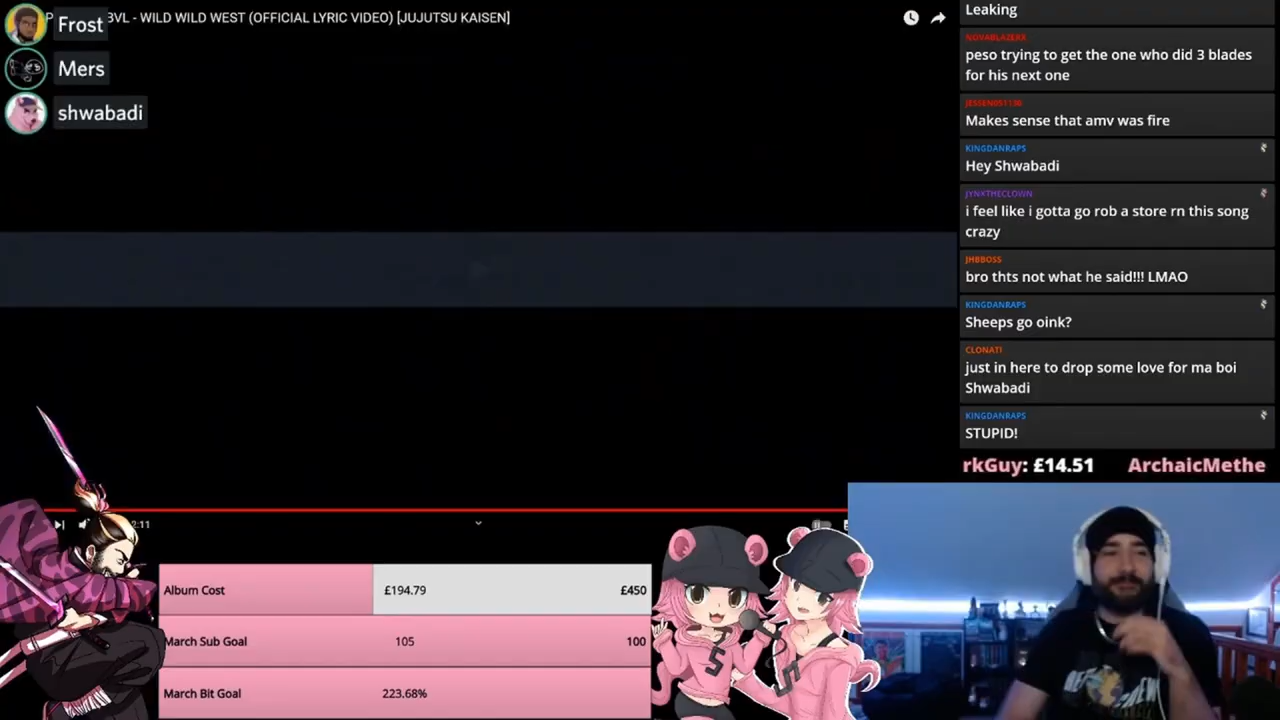 BVL - WILD WILD WEST (OFFICIAL LYRIC VIDEO) [JUJUTSU KAISEN]
Frost
Mers
shwabadi
2:11
Album Cost £194.79 £450
March Sub Goal 105 100
March Bit Goal 223.68%
S
S
Leaking
NOVABLAZERX
peso trying to get the one who did 3 blades
for his next one
Makes sense that amv was fire
KINGDANRAPS
Hey Shwabadi
JYNXTHECLOWN
i feel like i gotta go rob a store rn this song
crazy
JHBBOSS
bro thts not what he said!!! LMAO
KINGDANRAPS
Sheeps go oink?
CLONATI
just in here to drop some love for ma boi
Shwabadi
KINGDANRAPS
STUPID!
rkGuy: £14.51 ArchaicMethe